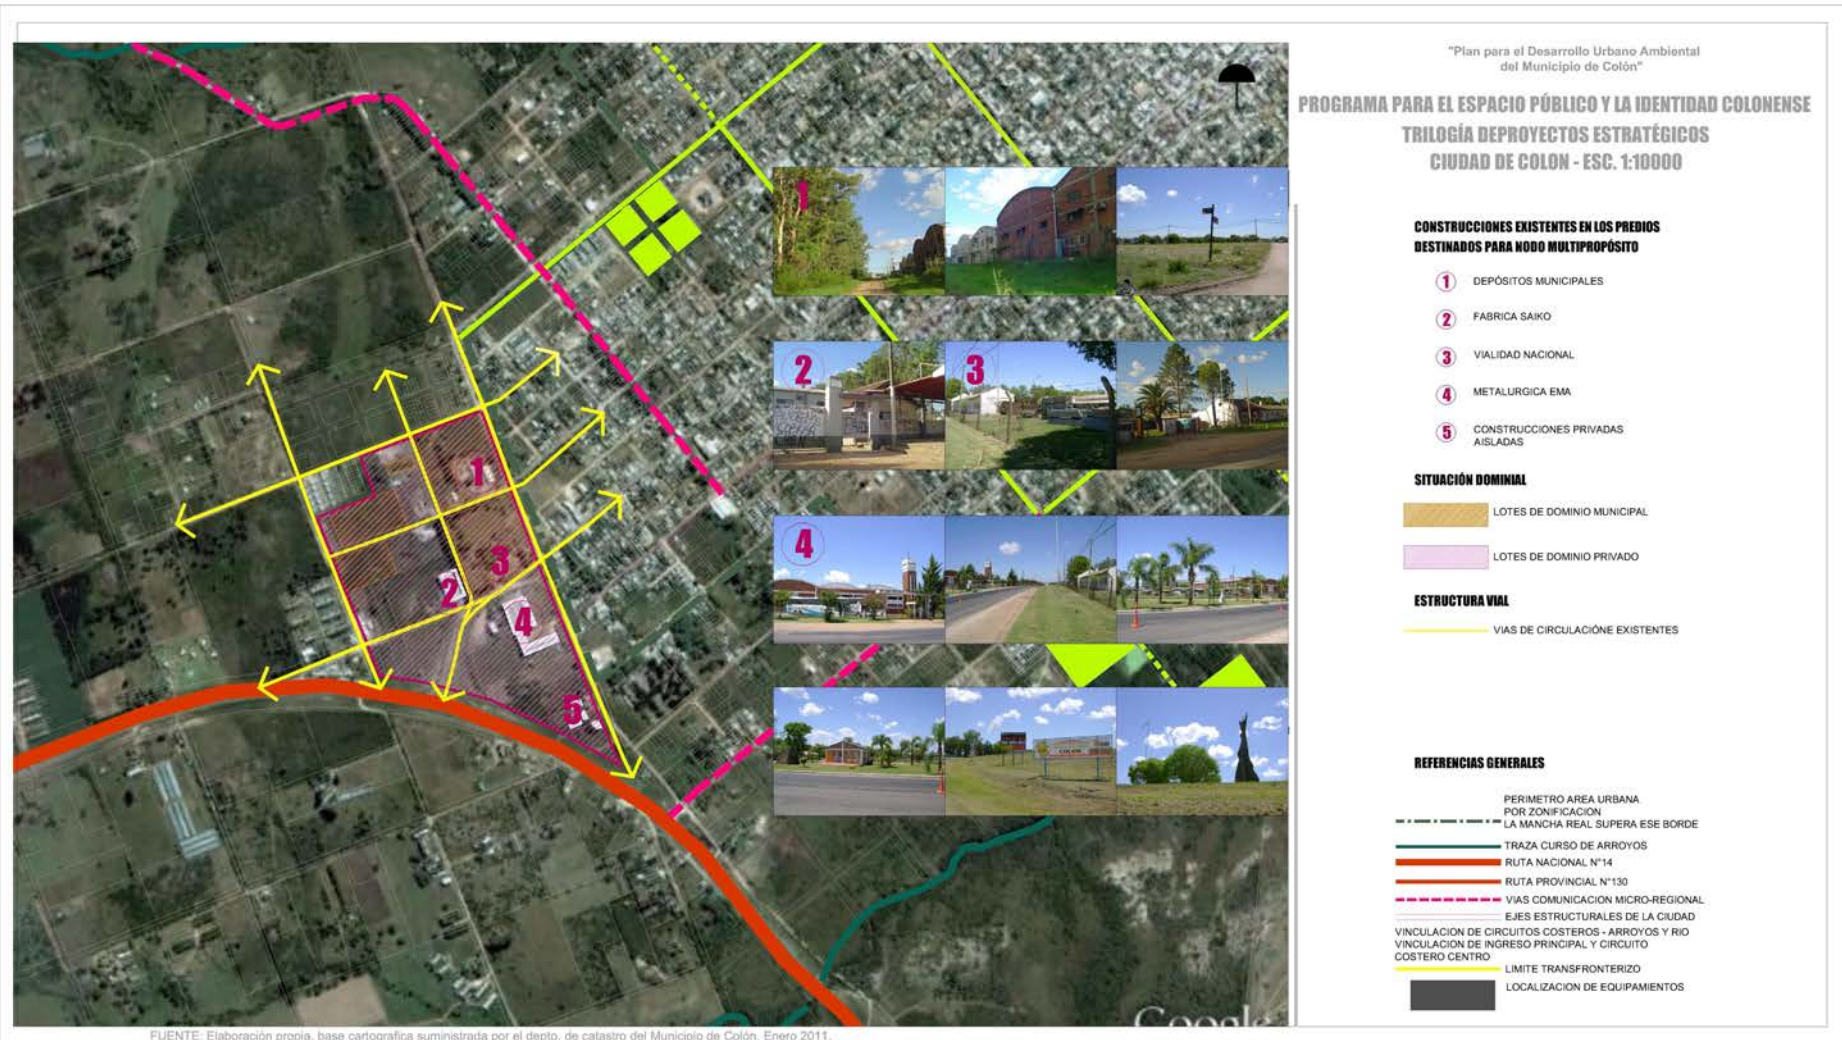 "Plan para el Desarrollo Urbano Ambiental
del Municipio de Colón"
PROGRAMA PARA EL ESPACIO PÚBLICO Y LA IDENTIDAD COLONENSE
TRILOGÍA DEPROYECTOS ESTRATÉGICOS
CIUDAD DE COLON - ESC. 1:10000
CONSTRUCCIONES EXISTENTES EN LOS PREDIOS
DESTINADOS PARA NODO MULTIPROPÓSITO
1 DEPÓSITOS MUNICIPALES
2 FABRICA SAIKO
3 VIALIDAD NACIONAL
4 METALURGICA EMA
5 CONSTRUCCIONES PRIVADAS
AISLADAS
SITUACIÓN DOMINIAL
LOTES DE DOMINIO MUNICIPAL
LOTES DE DOMINIO PRIVADO
ESTRUCTURA VIAL
VIAS DE CIRCULACIÓNE EXISTENTES
REFERENCIAS GENERALES
PERIMETRO AREA URBANA
POR ZONIFICACION
LA MANCHA REAL SUPERA ESE BORDE
TRAZA CURSO DE ARROYOS
RUTA NACIONAL N°14
RUTA PROVINCIAL N°130
VIAS COMUNICACION MICRO-REGIONAL
EJES ESTRUCTURALES DE LA CIUDAD
VINCULACION DE CIRCUITOS COSTEROS - ARROYOS Y RIO
VINCULACION DE INGRESO PRINCIPAL Y CIRCUITO
COSTERO CENTRO
LIMITE TRANSFRONTERIZO
LOCALIZACION DE EQUIPAMIENTOS
1
2
3
4
1
3
2
4
5
COLON
Google
FUENTE: Elaboración propia, base cartografica suministrada por el depto. de catastro del Municipio de Colón. Enero 2011.